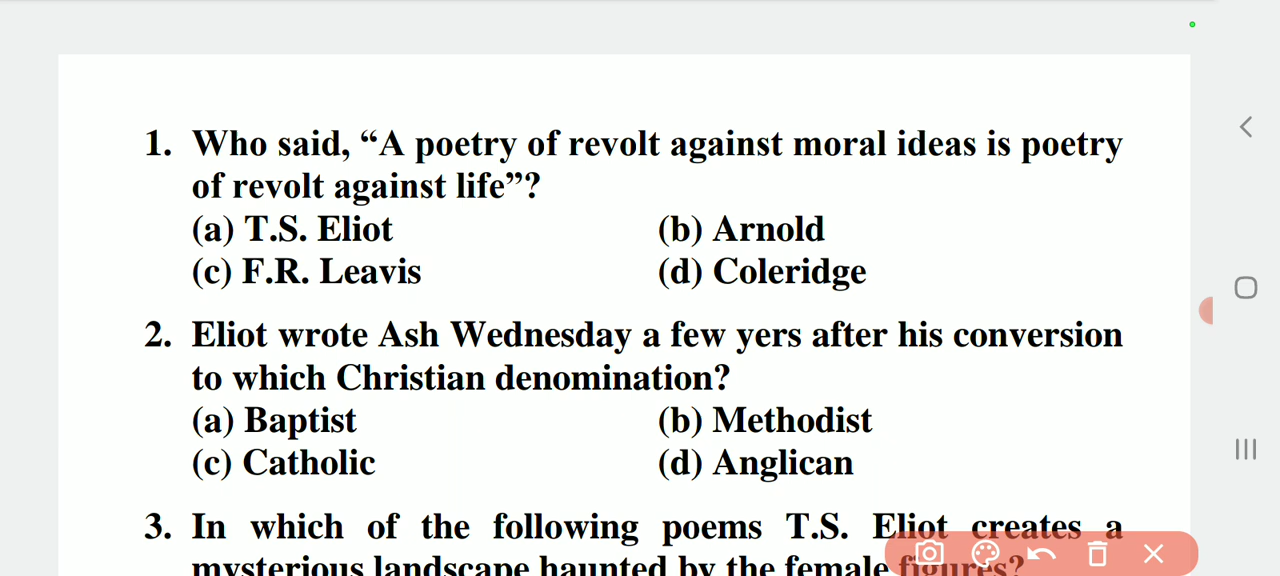 1. Who said, “A poetry of revolt against moral ideas is poetry
of revolt against life”?
(a) T.S. Eliot (b) Arnold
(c) F.R. Leavis (d) Coleridge
2. Eliot wrote Ash Wednesday a few yers after his conversion
to which Christian denomination?
(a) Baptist (b) Methodist
(c) Catholic (d) Anglican
3. In which of the following poems T.S. Eliot creates a
mysterious landscape haunted by the female figures?